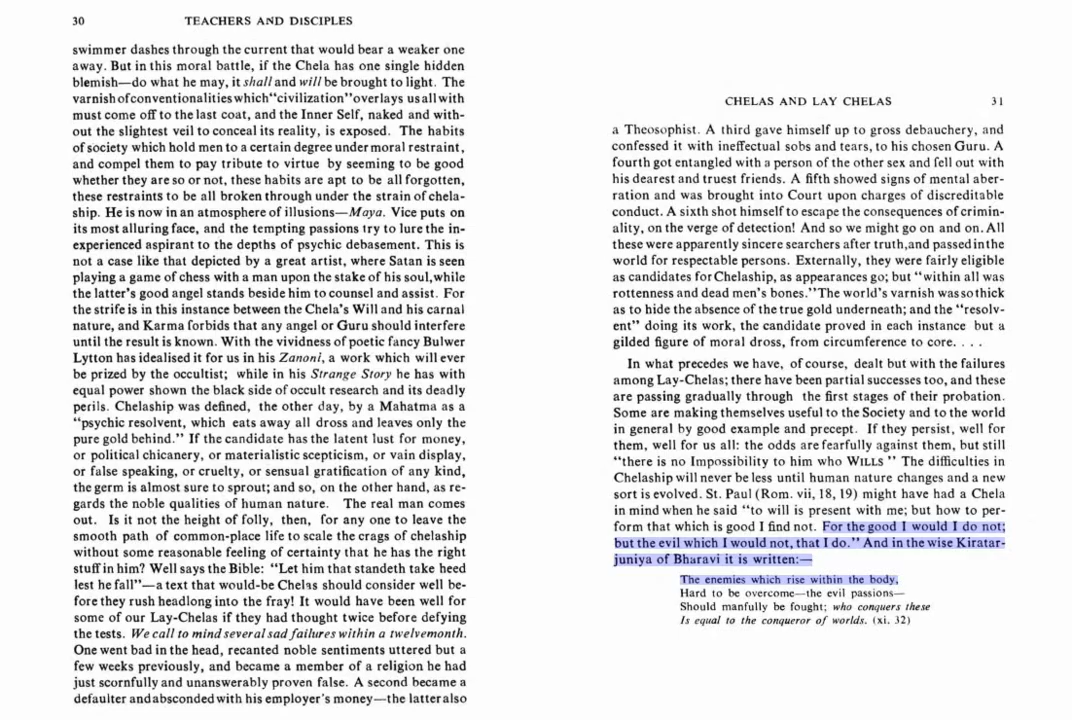 30 TEACHERS AND DISCIPLES
swimmer dashes through the current that would bear a weaker one
away. But in this moral battle, if the Chela has one single hidden
blemish—do what he may, it shall and will be brought to light. The
varnish of conventionalities which “civilization” overlays us all with
must come off to the last coat, and the Inner Self, naked and with-
out the slightest veil to conceal its reality, is exposed. The habits
of society which hold men to a certain degree under moral restraint,
and compel them to pay tribute to virtue by seeming to be good
whether they are so or not, these habits are apt to be all forgotten,
these restraints to be all broken through under the strain of chela-
ship. He is now in an atmosphere of illusions—Maya. Vice puts on
its most alluring face, and the tempting passions try to lure the in-
experienced aspirant to the depths of psychic debasement. This is
not a case like that depicted by a great artist, where Satan is seen
playing a game of chess with a man upon the stake of his soul, while
the latter's good angel stands beside him to counsel and assist. For
the strife is in this instance between the Chela's Will and his carnal
nature, and Karma forbids that any angel or Guru should interfere
until the result is known. With the vividness of poetic fancy Bulwer
Lytton has idealised it for us in his Zanoni, a work which will ever
be prized by the occultist; while in his Strange Story he has with
equal power shown the black side of occult research and its deadly
perils. Chelaship was defined, the other day, by a Mahatma as a
“psychic resolvent, which eats away all dross and leaves only the
pure gold behind.” If the candidate has the latent lust for money,
or political chicanery, or materialistic scepticism, or vain display,
or false speaking, or cruelty, or sensual gratification of any kind,
the germ is almost sure to sprout; and so, on the other hand, as re-
gards the noble qualities of human nature. The real man comes
out. Is it not the height of folly, then, for any one to leave the
smooth path of common-place life to scale the crags of chelaship
without some reasonable feeling of certainty that he has the right
stuff in him? Well says the Bible: “Let him that standeth take heed
lest he fall”—a text that would-be Chelas should consider well be-
fore they rush headlong into the fray! It would have been well for
some of our Lay-Chelas if they had thought twice before defying
the tests. We call to mind several sad failures within a twelvemonth.
One went bad in the head, recanted noble sentiments uttered but a
few weeks previously, and became a member of a religion he had
just scornfully and unanswerably proven false. A second became a
defaulter and absconded with his employer's money—the latter also
CHELAS AND LAY CHELAS 31
a Theosophist. A third gave himself up to gross debauchery, and
confessed it with ineffectual sobs and tears, to his chosen Guru. A
fourth got entangled with a person of the other sex and fell out with
his dearest and truest friends. A fifth showed signs of mental aber-
ration and was brought into Court upon charges of discreditable
conduct. A sixth shot himself to escape the consequences of crimin-
ality, on the verge of detection! And so we might go on and on. All
these were apparently sincere searchers after truth, and passed in the
world for respectable persons. Externally, they were fairly eligible
as candidates for Chelaship, as appearances go; but “within all was
rottenness and dead men's bones.” The world's varnish was so thick
as to hide the absence of the true gold underneath; and the “resolv-
ent” doing its work, the candidate proved in each instance but a
gilded figure of moral dross, from circumference to core. . . .
In what precedes we have, of course, dealt but with the failures
among Lay-Chelas; there have been partial successes too, and these
are passing gradually through the first stages of their probation.
Some are making themselves useful to the Society and to the world
in general by good example and precept. If they persist, well for
them, well for us all: the odds are fearfully against them, but still
“there is no Impossibility to him who WILLS ” The difficulties in
Chelaship will never be less until human nature changes and a new
sort is evolved. St. Paul (Rom. vii, 18, 19) might have had a Chela
in mind when he said “to will is present with me; but how to per-
form that which is good I find not. For the good I would I do not;
but the evil which I would not, that I do.” And in the wise Kiratar-
juniya of Bharavi it is written:—
The enemies which rise within the body,
Hard to be overcome—the evil passions—
Should manfully be fought; who conquers these
Is equal to the conqueror of worlds. (xi. 32)